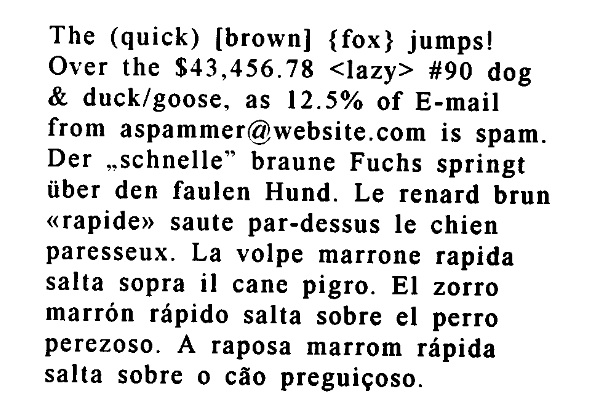 The (quick) [brown] {fox} jumps!
Over the $43,456.78 <lazy> #90 dog
& duck/goose, as 12.5% of E-mail
from aspammer@website.com is spam.
Der „schnelle” braune Fuchs springt
über den faulen Hund. Le renard brun
«rapide» saute par-dessus le chien
paresseux. La volpe marrone rapida
salta sopra il cane pigro. El zorro
marrón rápido salta sobre el perro
perezoso. A raposa marrom rápida
salta sobre o cão preguiçoso.